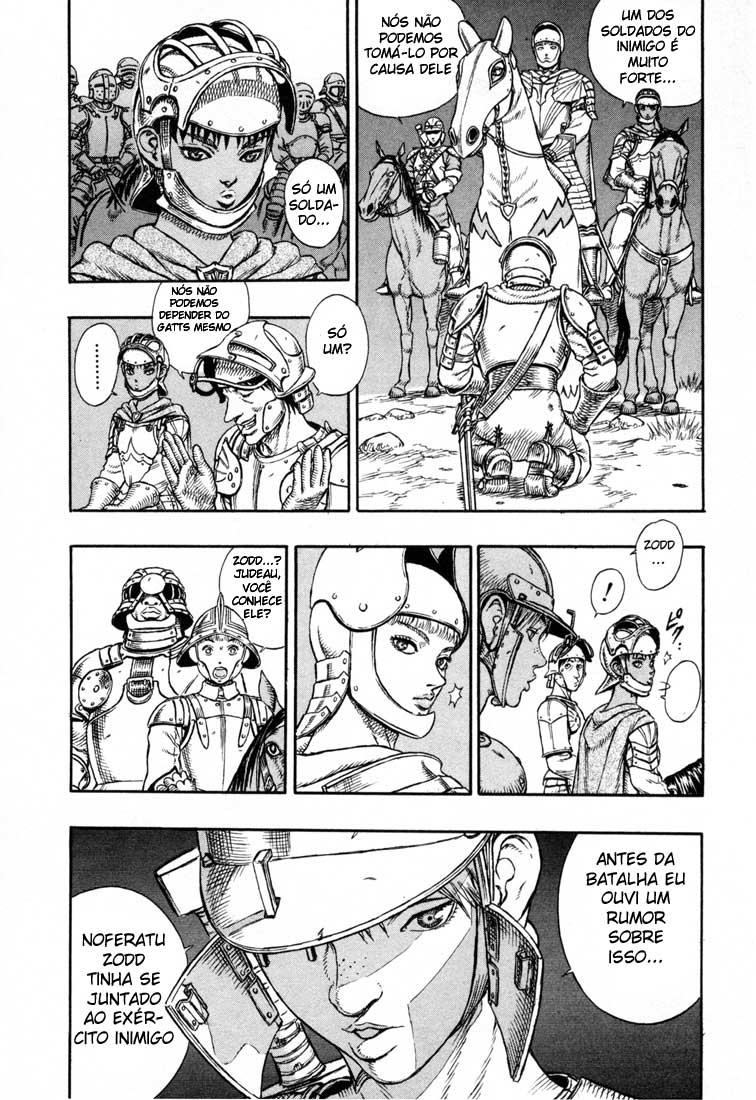 UM DOS
SOLDADOS DO
INIMIGO É
MUITO
FORTE...
NÓS NÃO
PODEMOS
TOMÁ-LO POR
CAUSA DELE
SÓ UM
SOLDA-
DO...
SÓ
UM?
NÓS NÃO
PODEMOS
DEPENDER DO
GATTS MESMO
........
ZODD
...
!
ピク
ZODD...?
JUDEAU,
VOCÊ
CONHECE
ELE?
ANTES DA
BATALHA EU
OUVI UM
RUMOR
SOBRE
ISSO...
NOFERATU
ZODD
TINHA SE
JUNTADO
AO EXÉR-
CITO INIMIGO